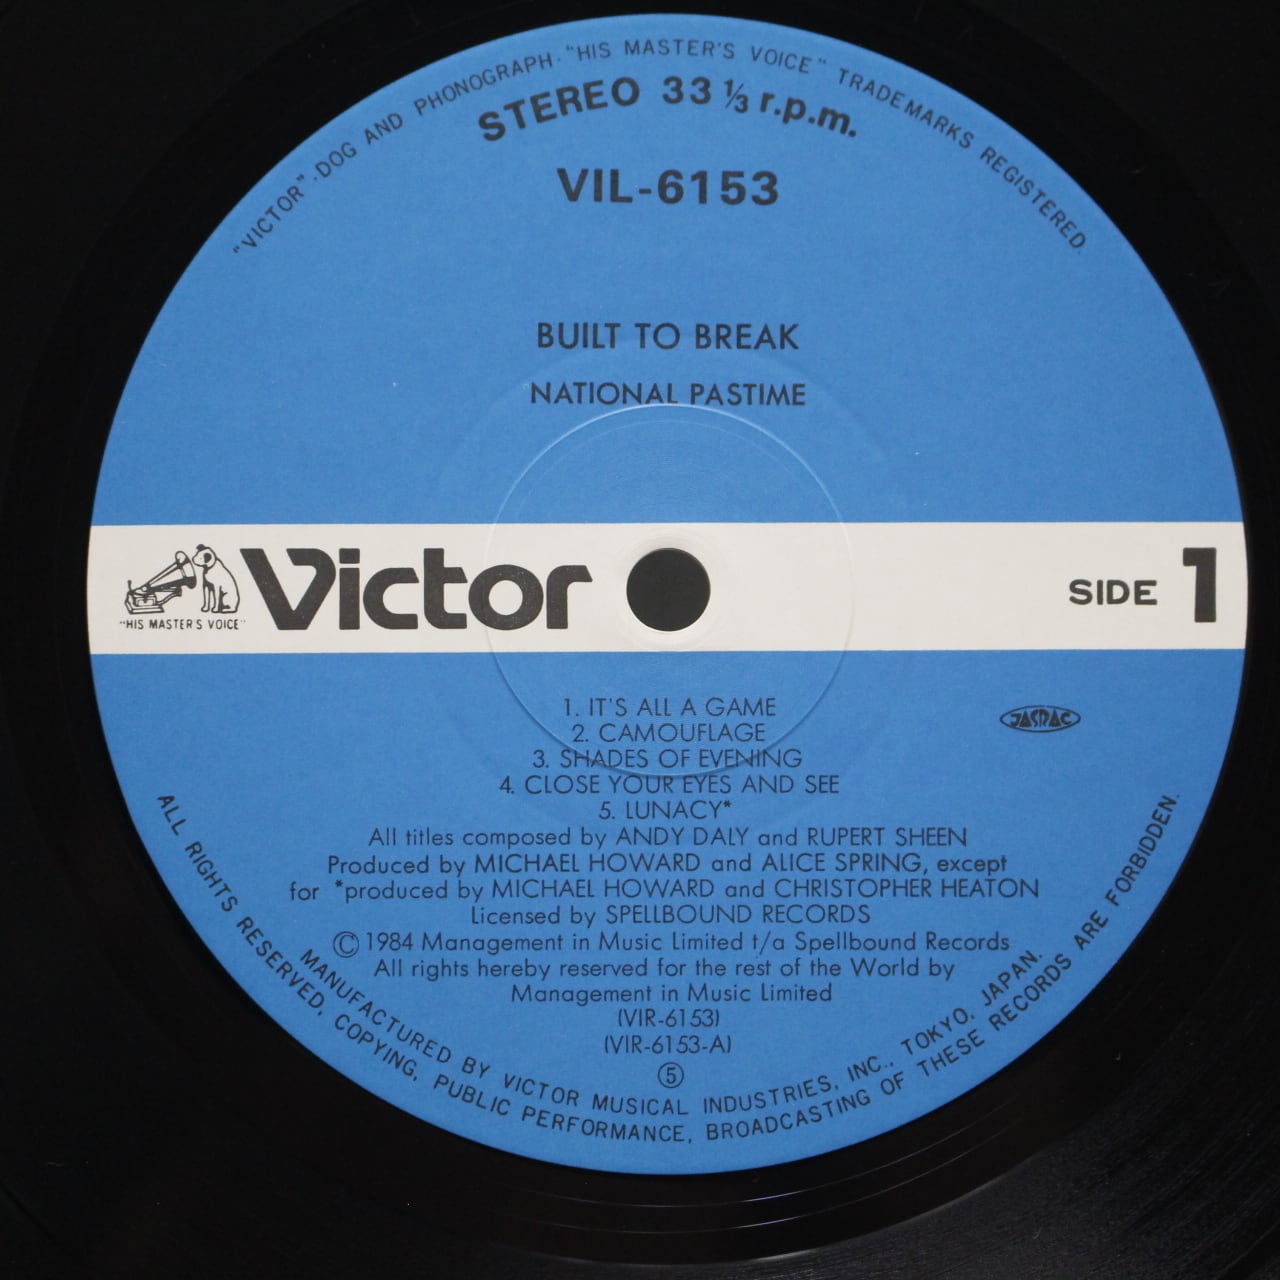 "VICTOR"·DOG AND PHONOGRAPH·"HIS MASTER'S VOICE" TRADEMARKS REGISTERED.
STEREO 33 1/3 r.p.m.
VIL-6153
BUILT TO BREAK
NATIONAL PASTIME
"HIS MASTER'S VOICE"
Victor
SIDE 1
JASRAC
1. IT'S ALL A GAME
2. CAMOUFLAGE
3. SHADES OF EVENING
4. CLOSE YOUR EYES AND SEE
5. LUNACY*
All titles composed by ANDY DALY and RUPERT SHEEN
Produced by MICHAEL HOWARD and ALICE SPRING, except
for *produced by MICHAEL HOWARD and CHRISTOPHER HEATON
Licensed by SPELLBOUND RECORDS
Ⓒ 1984 Management in Music Limited t/a Spellbound Records
All rights hereby reserved for the rest of the World by
Management in Music Limited
(VIR-6153)
(VIR-6153-A)
⑤
MANUFACTURED BY VICTOR MUSICAL INDUSTRIES, INC., TOKYO, JAPAN.
ALL RIGHTS RESERVED, COPYING, PUBLIC PERFORMANCE, BROADCASTING OF THESE RECORDS ARE FORBIDDEN.